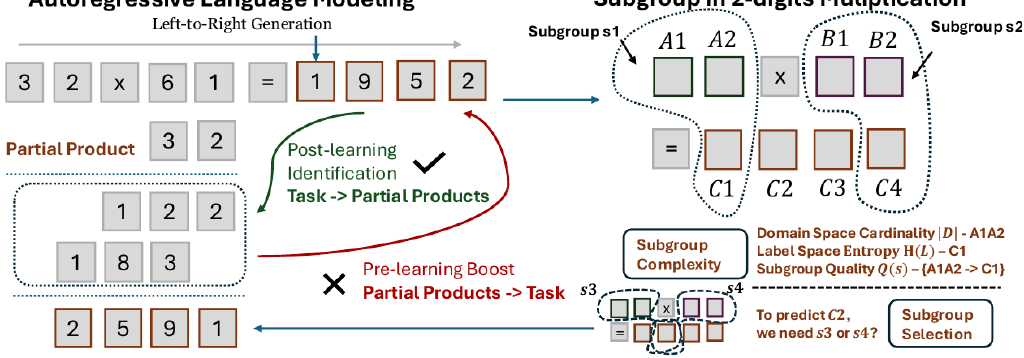 Autoregressive Language Modeling
Left-to-Right Generation
3 2 x 6 1 = 1 9 5 2
Partial Product
3 2
Post-learning
Identification
Task -> Partial Products
1 2 2
1 8 3
Pre-learning Boost
Partial Products -> Task
2 5 9 1
Subgroup in 2-digits Muliplication
Subgroup s1
A1 A2 B1 B2
Subgroup s2
x
=
C1 C2 C3 C4
Subgroup
Complexity
Domain Space Cardinality |D| - A1A2
Label Space Entropy H(L) – C1
Subgroup Quality Q(s) – {A1A2 -> C1}
s3 s4
x
=
To predict C2,
we need s3 or s4?
Subgroup
Selection